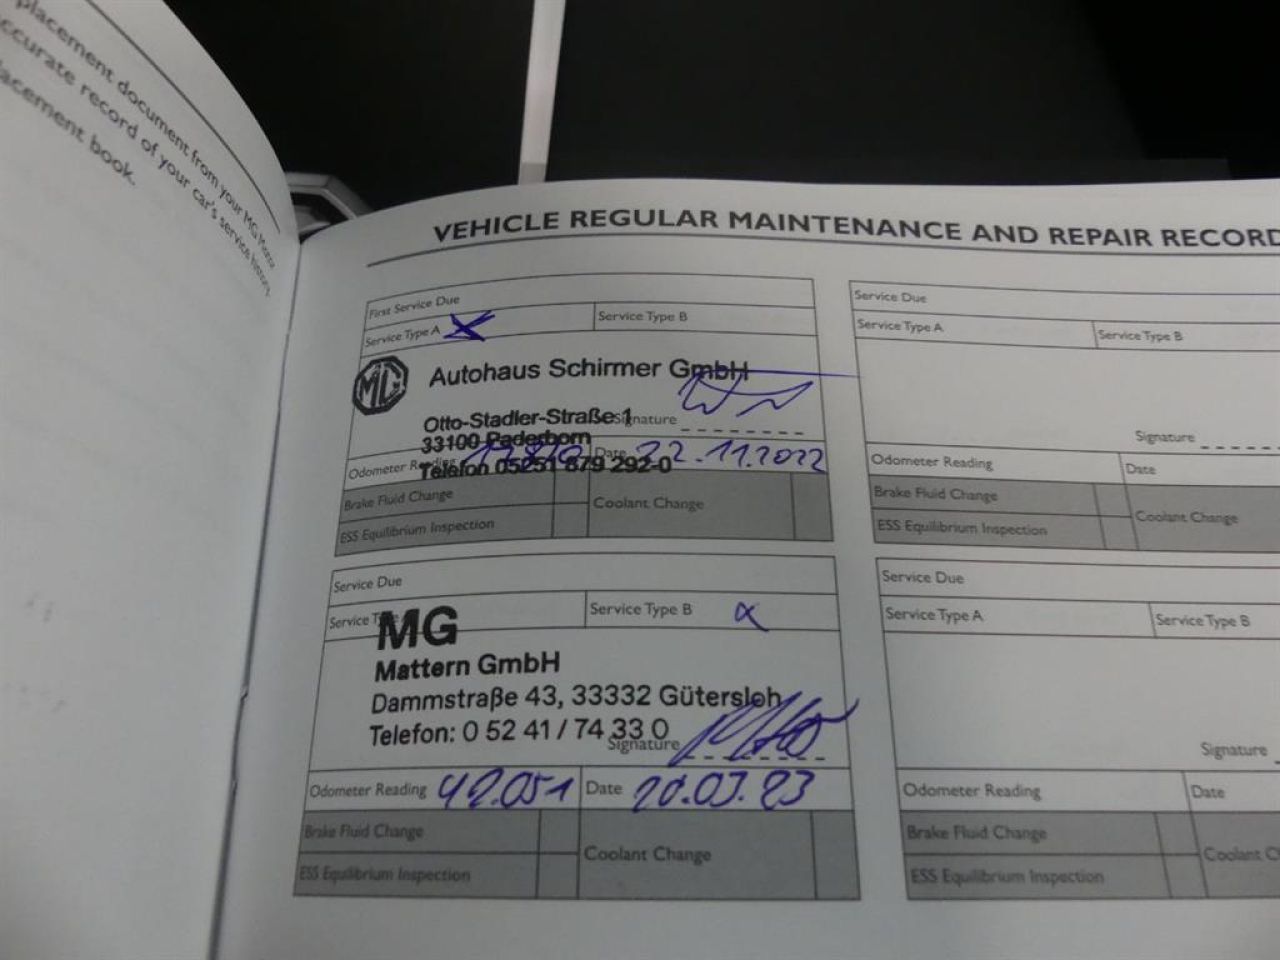 placement document from your MG Motor
ccurate record of your car's service history.
acement book.
VEHICLE REGULAR MAINTENANCE AND REPAIR RECORD
First Service Due
Service Type A X
Service Type B
MG
Autohaus Schirmer GmbH
Otto-Stadler-Straße 1
Signature
33100 Paderborn
Odometer Reading
Date 22.11.2022
Telefon 05251 879 292-0
Brake Fluid Change
Coolant Change
ESS Equilibrium Inspection
Service Due
Service Type A
Service Type B
Signature
Odometer Reading
Date
Brake Fluid Change
Coolant Change
ESS Equilibrium Inspection
Service Due
Service T
Service Type B x
MG
Mattern GmbH
Dammstraße 43, 33332 Gütersloh
Telefon: 0 52 41 / 74 33 0
Signature
Odometer Reading 42.051
Date 20.03.23
Brake Fluid Change
Coolant Change
ESS Equilibrium Inspection
Service Due
Service Type A
Service Type B
Signature
Odometer Reading
Date
Brake Fluid Change
Coolant C
ESS Equilibrium Inspection